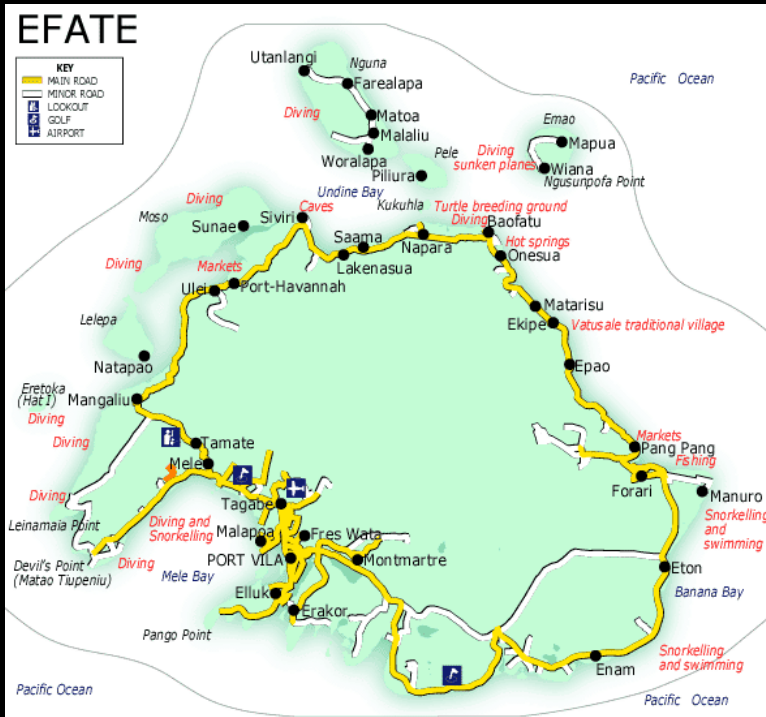 EFATE
KEY
MAIN ROAD
MINOR ROAD
LOOKOUT
GOLF
AIRPORT
Utanlangi
Nguna
Farealapa
Pacific Ocean
Diving
Matoa
Malaliu
Woralapa
Emao
Mapua
Diving
sunken planes
Wiana
Ngusunpofa Point
Pele
Piliura
Undine Bay
Kukuhla
Turtle breeding ground
Diving
Baofatu
Diving
Moso
Sunae
Siviri
Caves
Saama
Napara
Hot springs
Onesua
Lakenasua
Diving
Markets
Port-Havannah
Ulei
Matarisu
Ekipe
Vatusale traditional village
Lelepa
Natapao
Epao
Eretoka
(Hat I)
Mangaliu
Diving
Diving
Tamate
Mele
Markets
Pang Pang
Fishing
Forari
Manuro
Snorkelling
and
swimming
Diving
Leinamaia Point
Tagabe
Diving and
Snorkelling
Malapoa
Fres Wata
Devil's Point
(Matao Tiupeniu)
Diving
PORT VILA
Montmartre
Mele Bay
Eton
Banana Bay
Elluk
Erakor
Pango Point
Enam
Snorkelling
and swimming
Pacific Ocean
Pacific Ocean